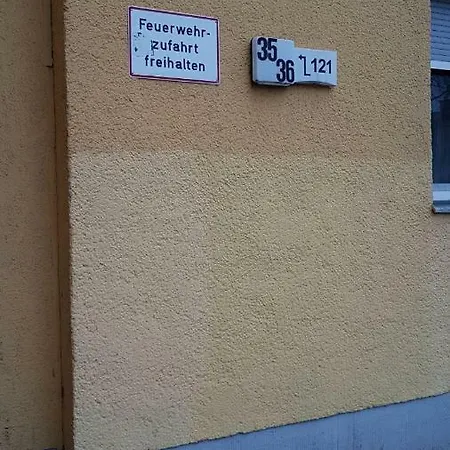 Feuerwehr-
zufahrt
freihalten
35
36
L 121